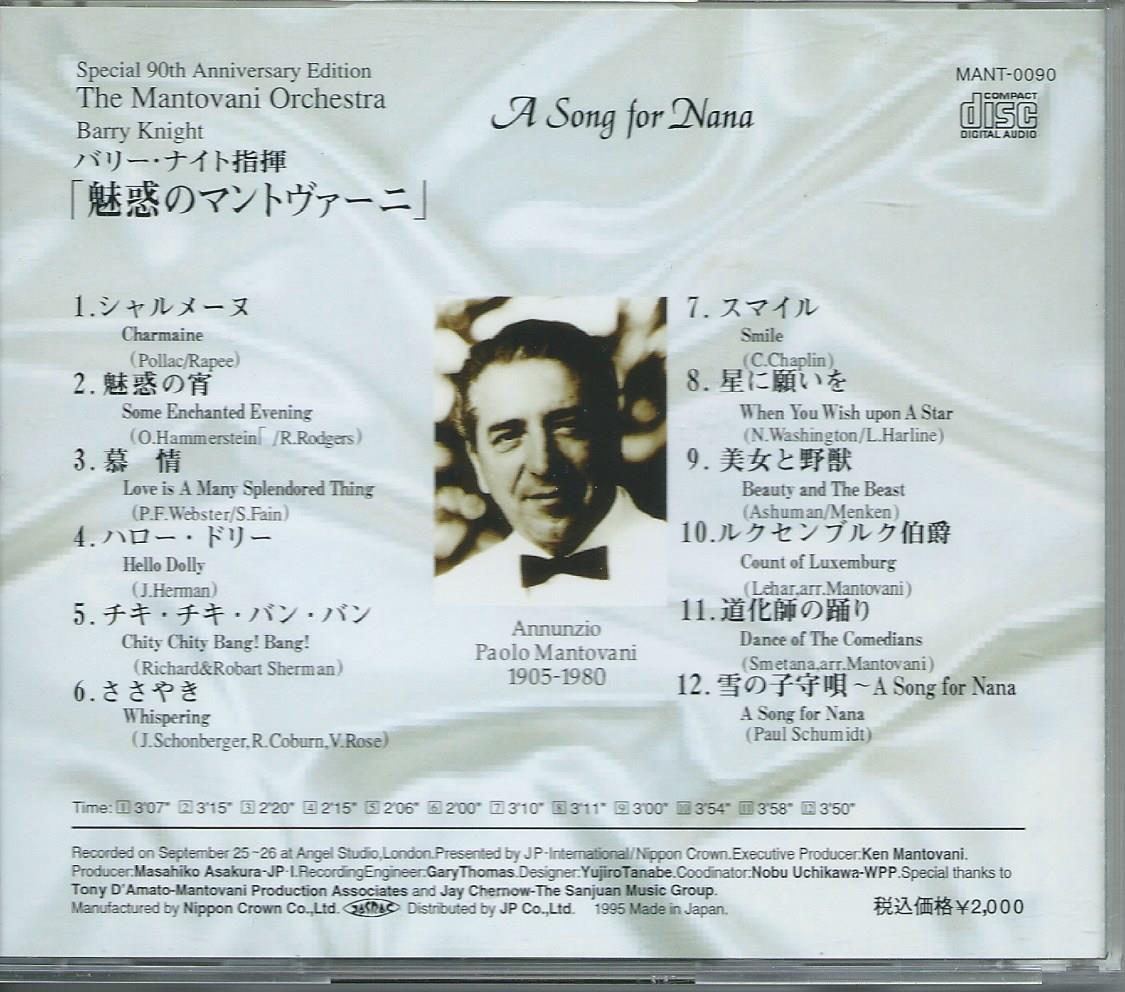 Special 90th Anniversary Edition
The Mantovani Orchestra
Barry Knight
バリー・ナイト指揮
「魅惑のマントヴァーニ」
A Song for Nana
MANT-0090
COMPACT
disc
DIGITAL AUDIO
1.シャルメーヌ
Charmaine
(Pollac/Rapee)
2.魅惑の宵
Some Enchanted Evening
(O.Hammerstein「 /R.Rodgers)
3.慕　情
Love is A Many Splendored Thing
(P.F.Webster/S.Fain)
4.ハロー・ドリー
Hello Dolly
(J.Herman)
5.チキ・チキ・バン・バン
Chity Chity Bang! Bang!
(Richard&Robart Sherman)
6.ささやき
Whispering
(J.Schonberger,R.Coburn,V.Rose)
Annunzio
Paolo Mantovani
1905-1980
7. スマイル
Smile
(C.Chaplin)
8. 星に願いを
When You Wish upon A Star
(N.Washington/L.Harline)
9. 美女と野獣
Beauty and The Beast
(Ashuman/Menken)
10.ルクセンブルク伯爵
Count of Luxemburg
(Lehar,arr.Mantovani)
11.道化師の踊り
Dance of The Comedians
(Smetana,arr.Mantovani)
12.雪の子守唄～A Song for Nana
A Song for Nana
(Paul Schumidt)
Time: 1 3'07" 2 3'15" 3 2'20" 4 2'15" 5 2'06" 6 2'00" 7 3'10" 8 3'11" 9 3'00" 10 3'54" 11 3'58" 12 3'50"
Recorded on September 25~26 at Angel Studio,London.Presented by JP-International/Nippon Crown.Executive Producer:Ken Mantovani.
Producer:Masahiko Asakura-JP-I.RecordingEngineer:GaryThomas.Designer:YujiroTanabe.Coodinator:Nobu Uchikawa-WPP.Special thanks to
Tony D'Amato-Mantovani Production Associates and Jay Chernow-The Sanjuan Music Group.
Manufactured by Nippon Crown Co.,Ltd. JASRAC Distributed by JP Co.,Ltd. 1995 Made in Japan.
税込価格¥2,000